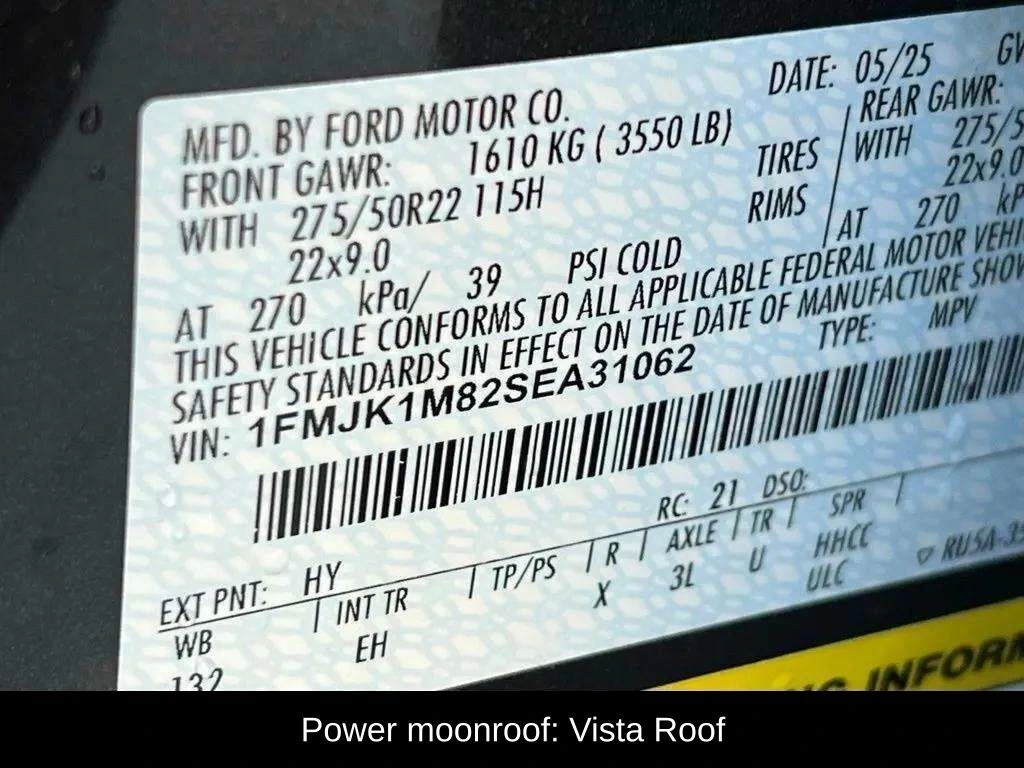 MFD. BY FORD MOTOR CO.
DATE: 05/25
FRONT GAWR: 1610 KG ( 3550 LB)
REAR GAWR:
WITH 275/50R22 115H TIRES
WITH
22x9.0 RIMS
22x9.0
AT 270 kPa/ 39 PSI COLD
AT 270
THIS VEHICLE CONFORMS TO ALL APPLICABLE FEDERAL MOTOR
SAFETY STANDARDS IN EFFECT ON THE DATE OF MANUFACTURE
VIN: 1FMJK1M82SEA31062
TYPE: MPV
RC: 21 DSO:
EXT PNT: HY
WB | INT TR | TP/PS | R | AXLE | TR | SPR |
132 EH X 3L U HHCC
ULC
Power moonroof: Vista Roof